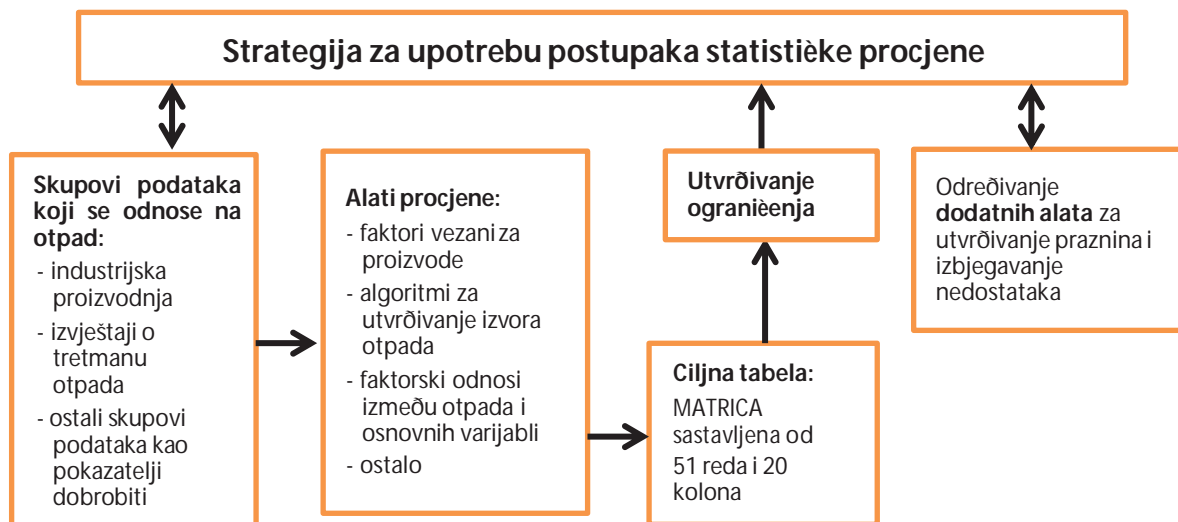 Strategija za upotrebu postupaka statistièke procjene
Skupovi podataka
koji se odnose na
otpad:
- industrijska
proizvodnja
- izvještaji o
tretmanu
otpada
- ostali skupovi
podataka kao
pokazatelji
dobrobiti
Alati procjene:
- faktori vezani za
proizvode
- algoritmi za
utvrðivanje izvora
otpada
- faktorski odnosi
izmeðu otpada i
osnovnih varijabli
- ostalo
Utvrðivanje
ogranièenja
Ciljna tabela:
MATRICA
sastavljena od
51 reda i 20
kolona
Odreðivanje
dodatnih alata za
utvrðivanje praznina i
izbjegavanje
nedostataka